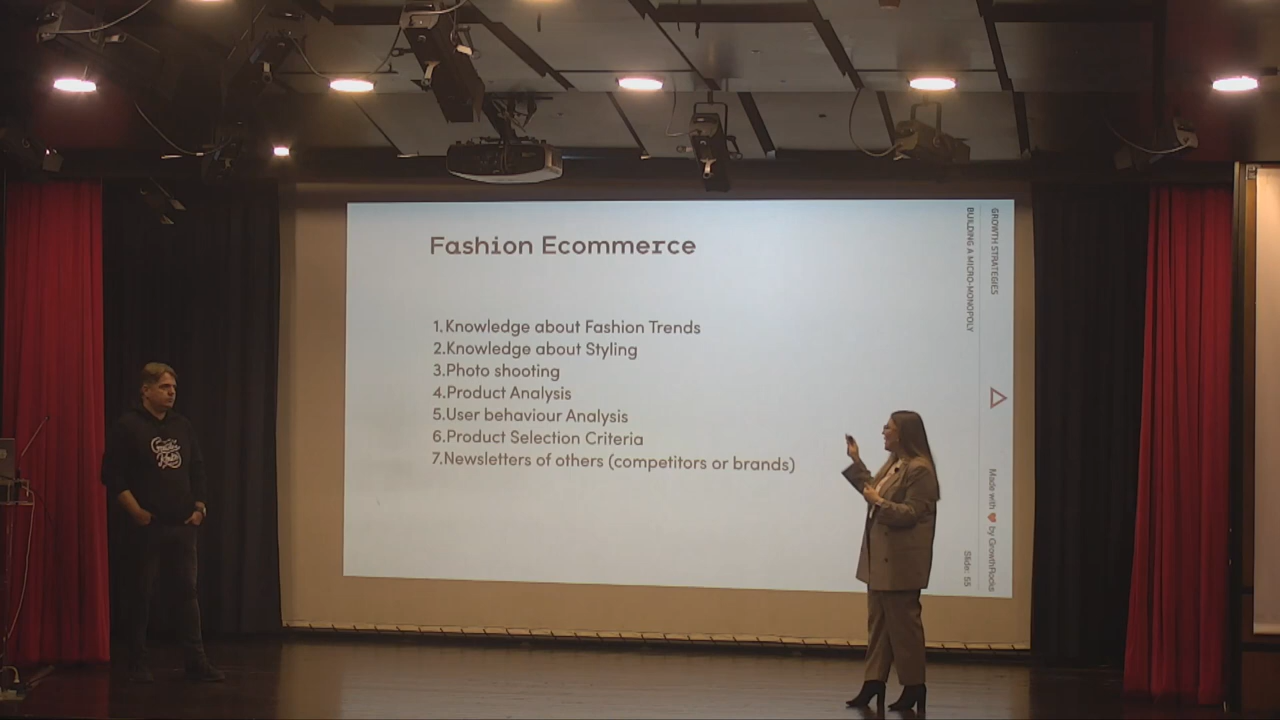 Fashion Ecommerce
1.Knowledge about Fashion Trends
2.Knowledge about Styling
3.Photo shooting
4.Product Analysis
5.User behaviour Analysis
6.Product Selection Criteria
7.Newsletters of others (competitors or brands)
GROWTH STRATEGIES
BUILDING A MICRO-MONOPOLY
Made with ❤ by GrowthRocks
Slide: 55